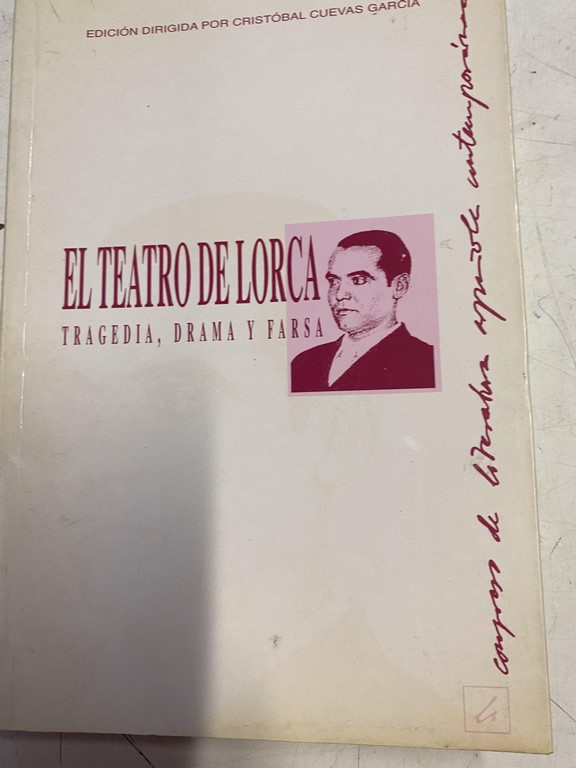 EDICIÓN DIRIGIDA POR CRISTÓBAL CUEVAS GARCÍA
EL TEATRO DE LORCA
TRAGEDIA, DRAMA Y FARSA
congreso de literatura española contemporánea